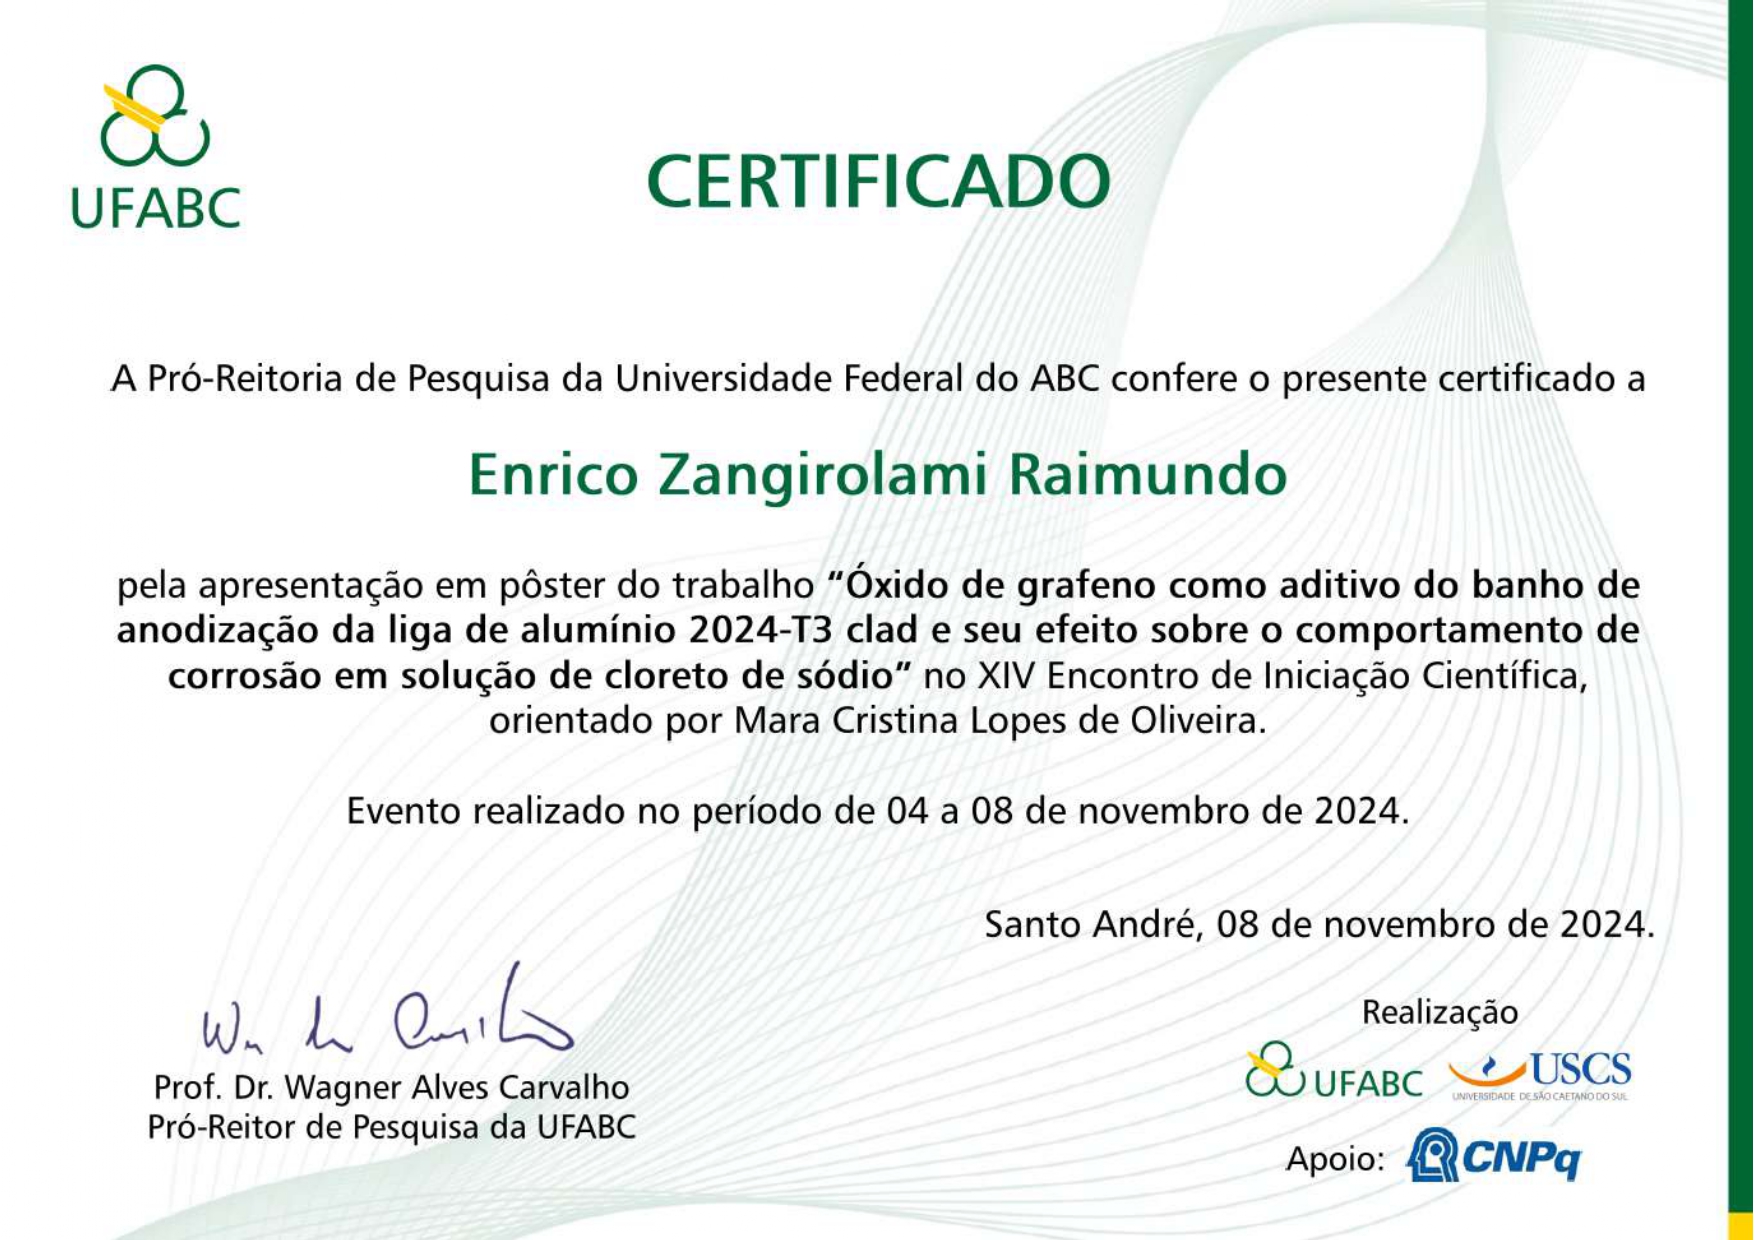 UFABC
CERTIFICADO
A Pró-Reitoria de Pesquisa da Universidade Federal do ABC confere o presente certificado a
Enrico Zangirolami Raimundo
pela apresentação em pôster do trabalho “Óxido de grafeno como aditivo do banho de
anodização da liga de alumínio 2024-T3 clad e seu efeito sobre o comportamento de
corrosão em solução de cloreto de sódio” no XIV Encontro de Iniciação Científica,
orientado por Mara Cristina Lopes de Oliveira.
Evento realizado no período de 04 a 08 de novembro de 2024.
Santo André, 08 de novembro de 2024.
Prof. Dr. Wagner Alves Carvalho
Pró-Reitor de Pesquisa da UFABC
Realização
UFABC
USCS
UNIVERSIDADE DE SÃO CAETANO DO SUL
Apoio: CNPq